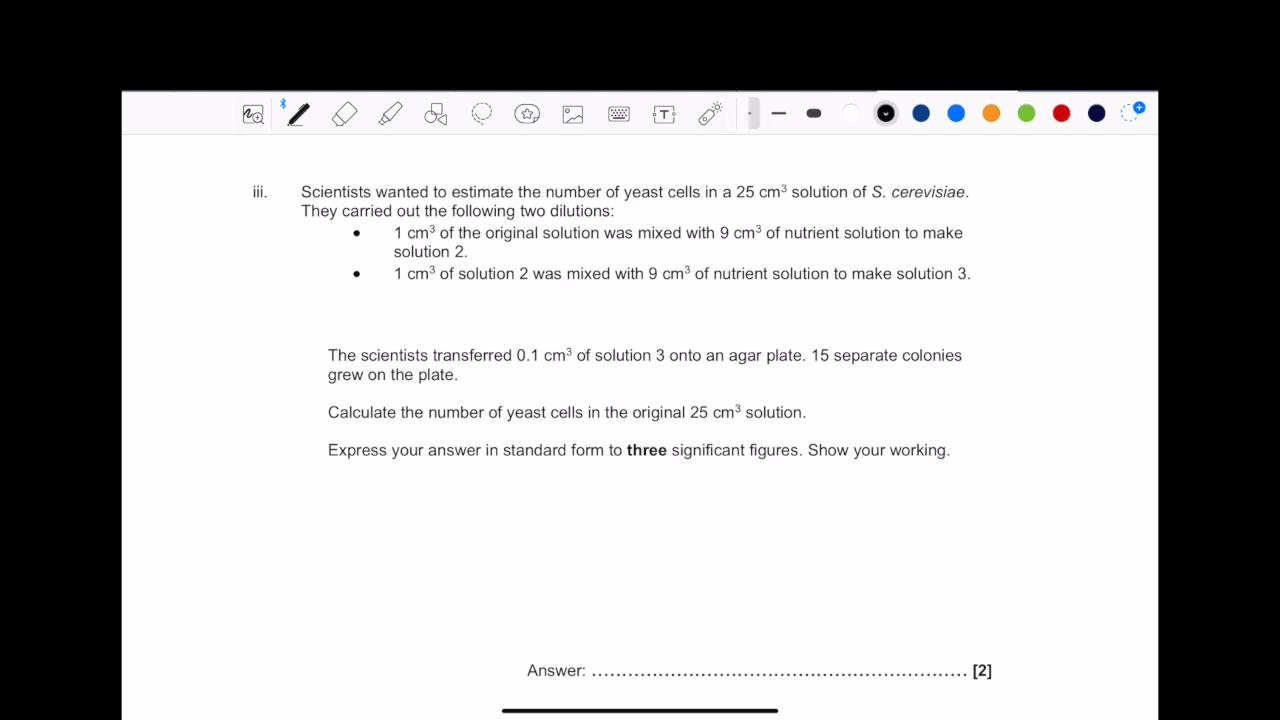 T
iii. Scientists wanted to estimate the number of yeast cells in a 25 cm³ solution of S. cerevisiae.
They carried out the following two dilutions:
• 1 cm³ of the original solution was mixed with 9 cm³ of nutrient solution to make
solution 2.
• 1 cm³ of solution 2 was mixed with 9 cm³ of nutrient solution to make solution 3.
The scientists transferred 0.1 cm³ of solution 3 onto an agar plate. 15 separate colonies
grew on the plate.
Calculate the number of yeast cells in the original 25 cm³ solution.
Express your answer in standard form to three significant figures. Show your working.
Answer: .............................................................. [2]